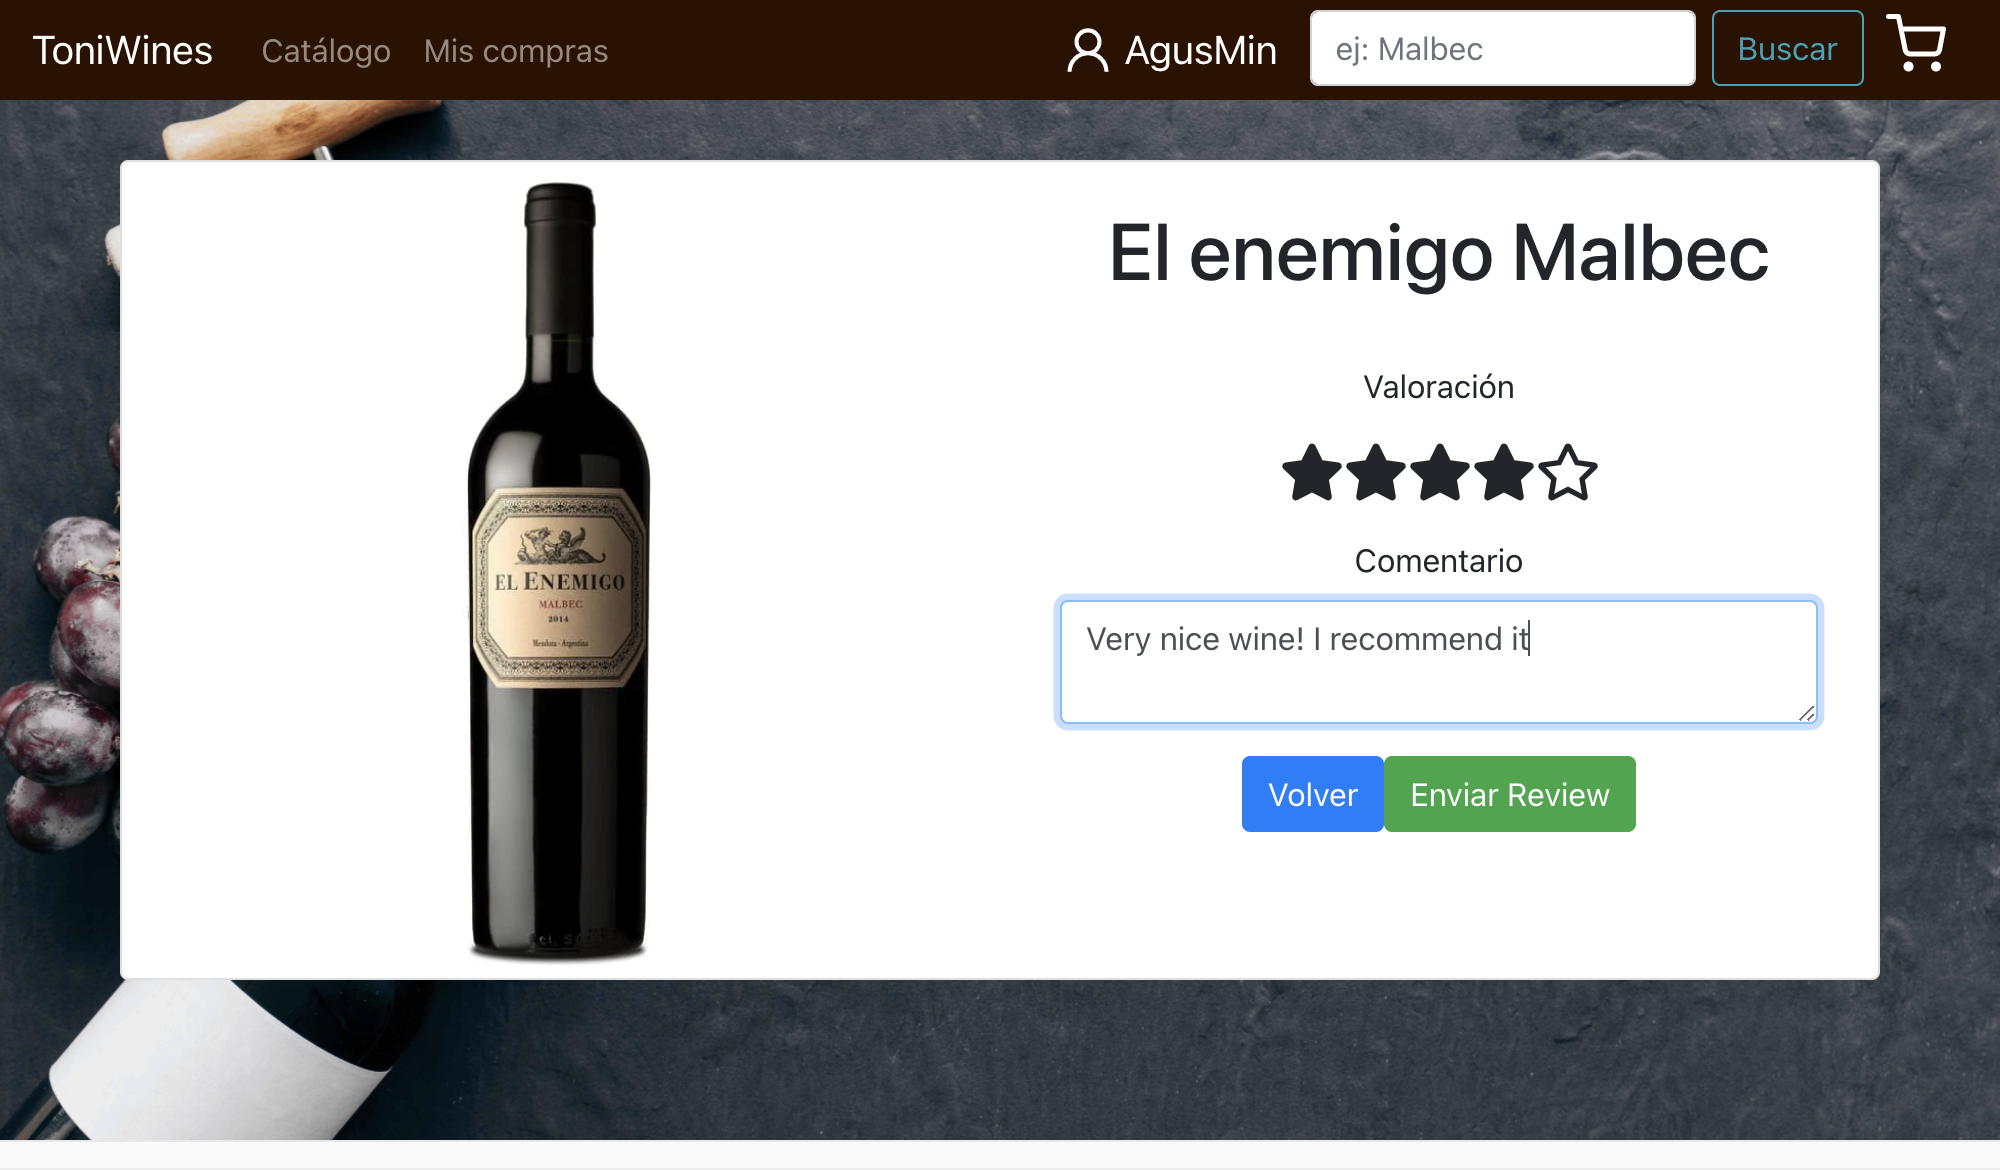 ToniWines Catálogo Mis compras AgusMin ej: Malbec Buscar
El enemigo Malbec
Valoración
Comentario
Very nice wine! I recommend it
Volver Enviar Review
EL ENEMIGO
MALBEC
2014
Mendoza - Argentina